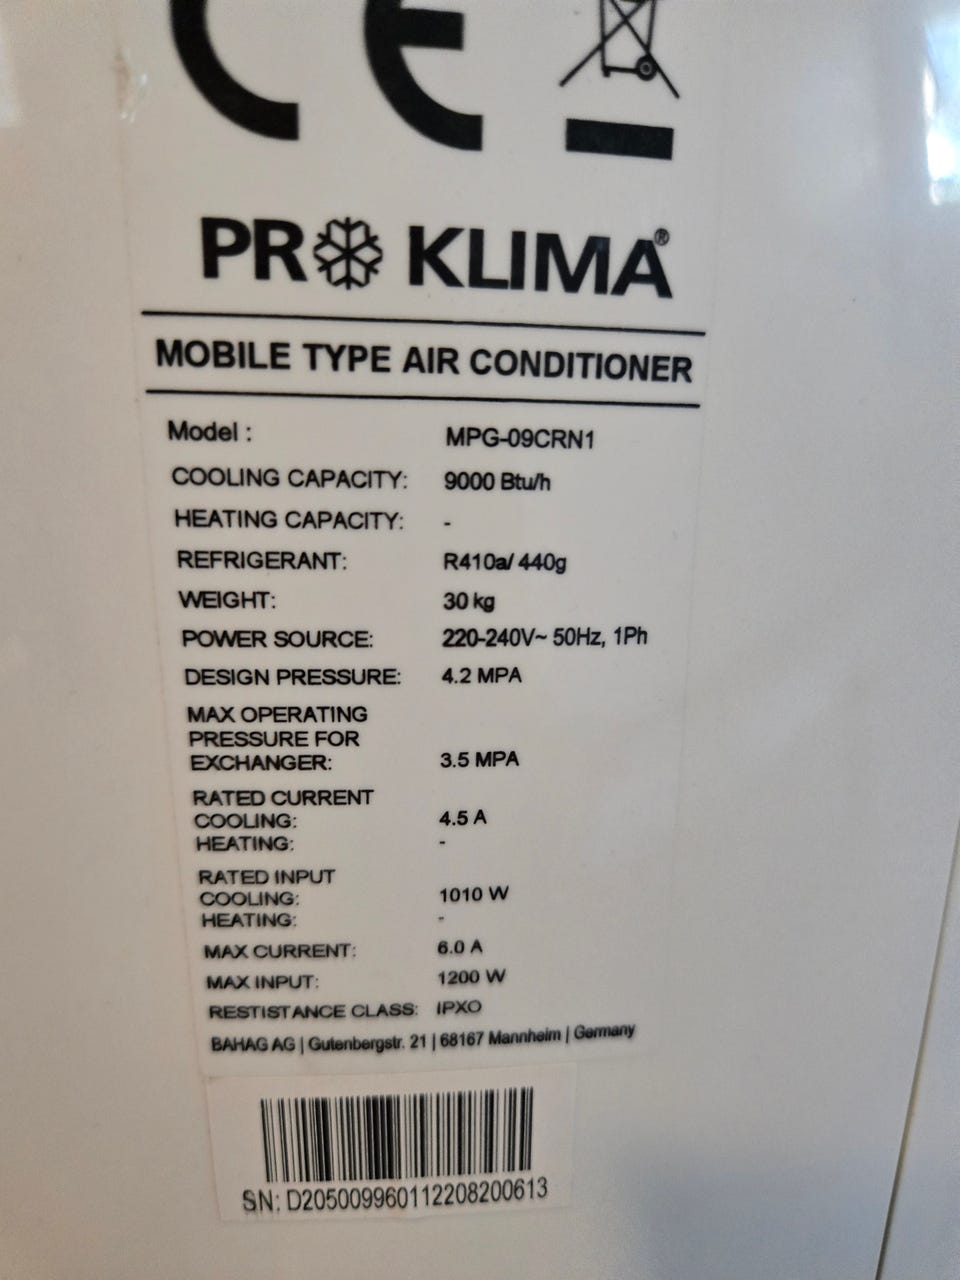 CE
PRO KLIMA®
MOBILE TYPE AIR CONDITIONER
Model : MPG-09CRN1
COOLING CAPACITY: 9000 Btu/h
HEATING CAPACITY: -
REFRIGERANT: R410a/ 440g
WEIGHT: 30 kg
POWER SOURCE: 220-240V~ 50Hz, 1Ph
DESIGN PRESSURE: 4.2 MPA
MAX OPERATING
PRESSURE FOR
EXCHANGER: 3.5 MPA
RATED CURRENT
COOLING: 4.5 A
HEATING: -
RATED INPUT
COOLING: 1010 W
HEATING: -
MAX CURRENT: 6.0 A
MAX INPUT: 1200 W
RESTISTANCE CLASS: IPXO
BAHAG AG | Gutenbergstr. 21 | 68167 Mannheim | Germany
SN: D205009960112208200613